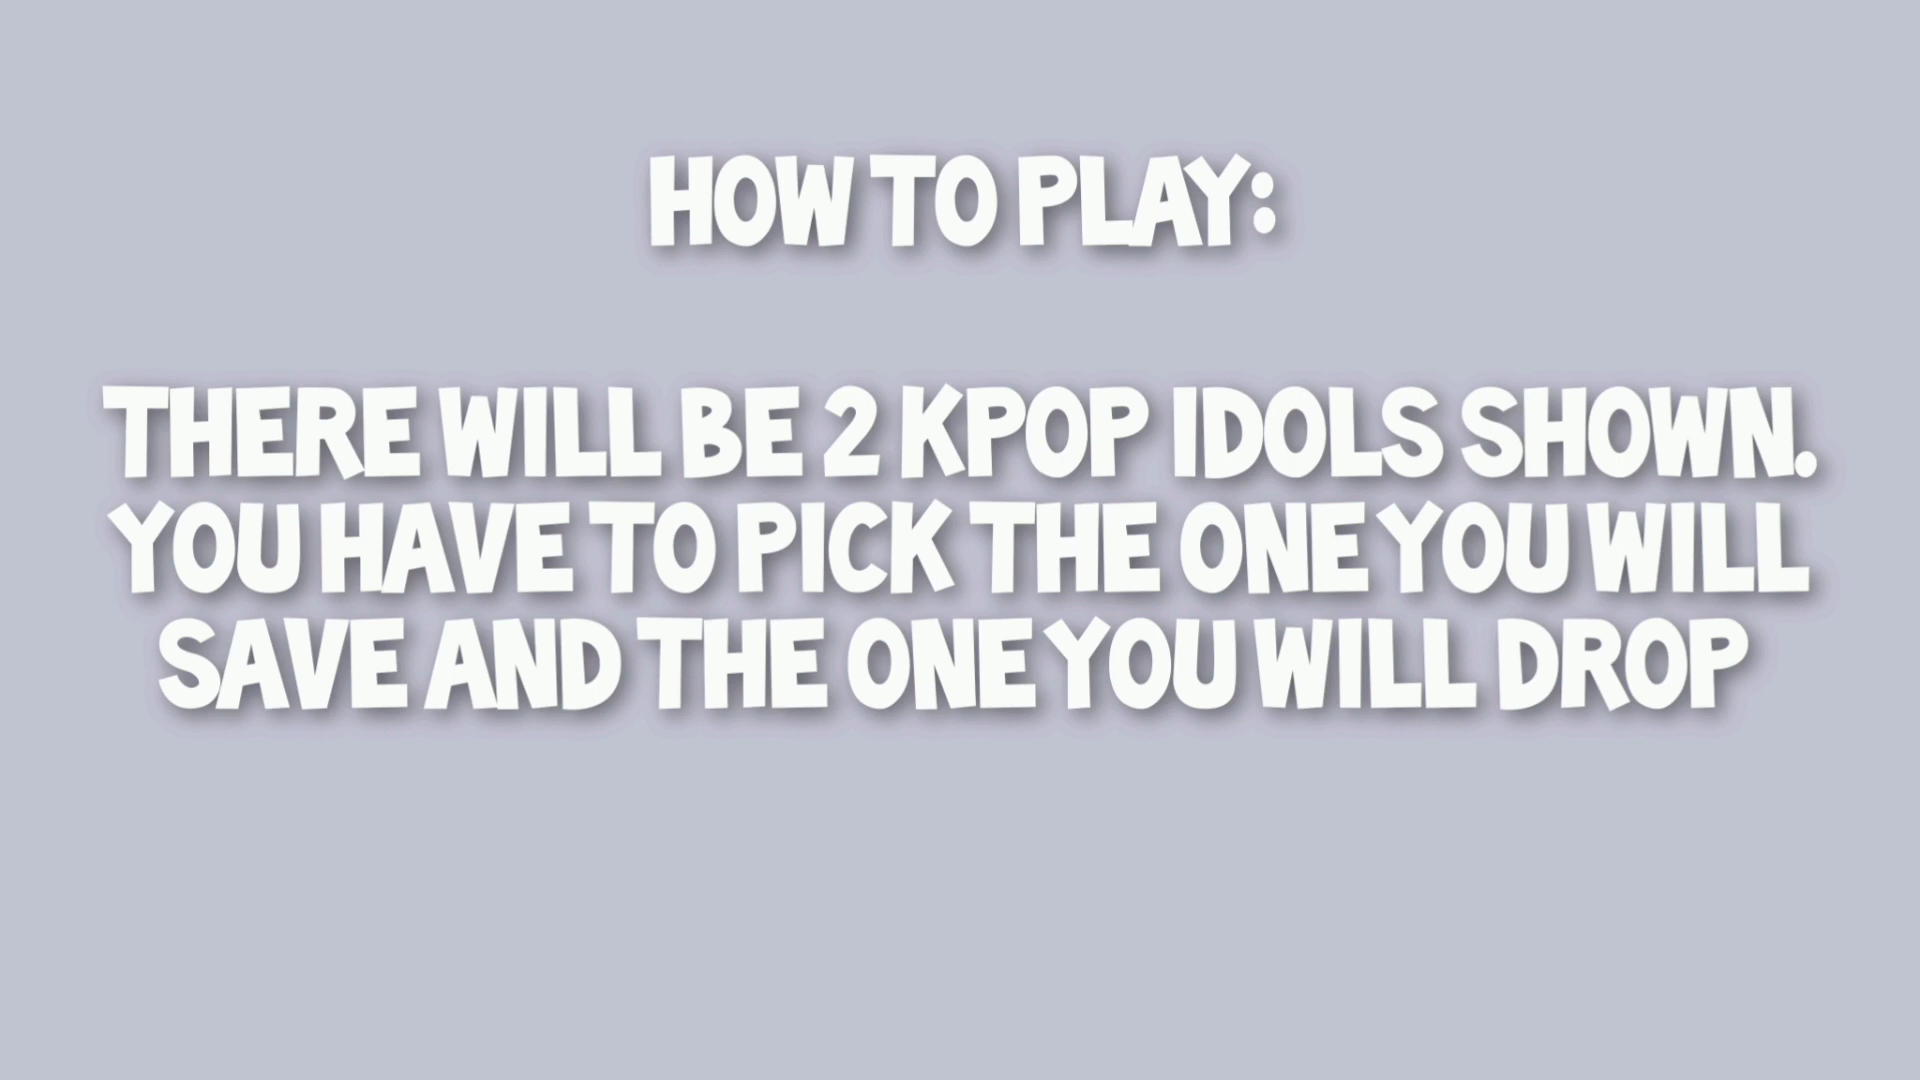 HOW TO PLAY:
THERE WILL BE 2 KPOP IDOLS SHOWN.
YOU HAVE TO PICK THE ONE YOU WILL
SAVE AND THE ONE YOU WILL DROP